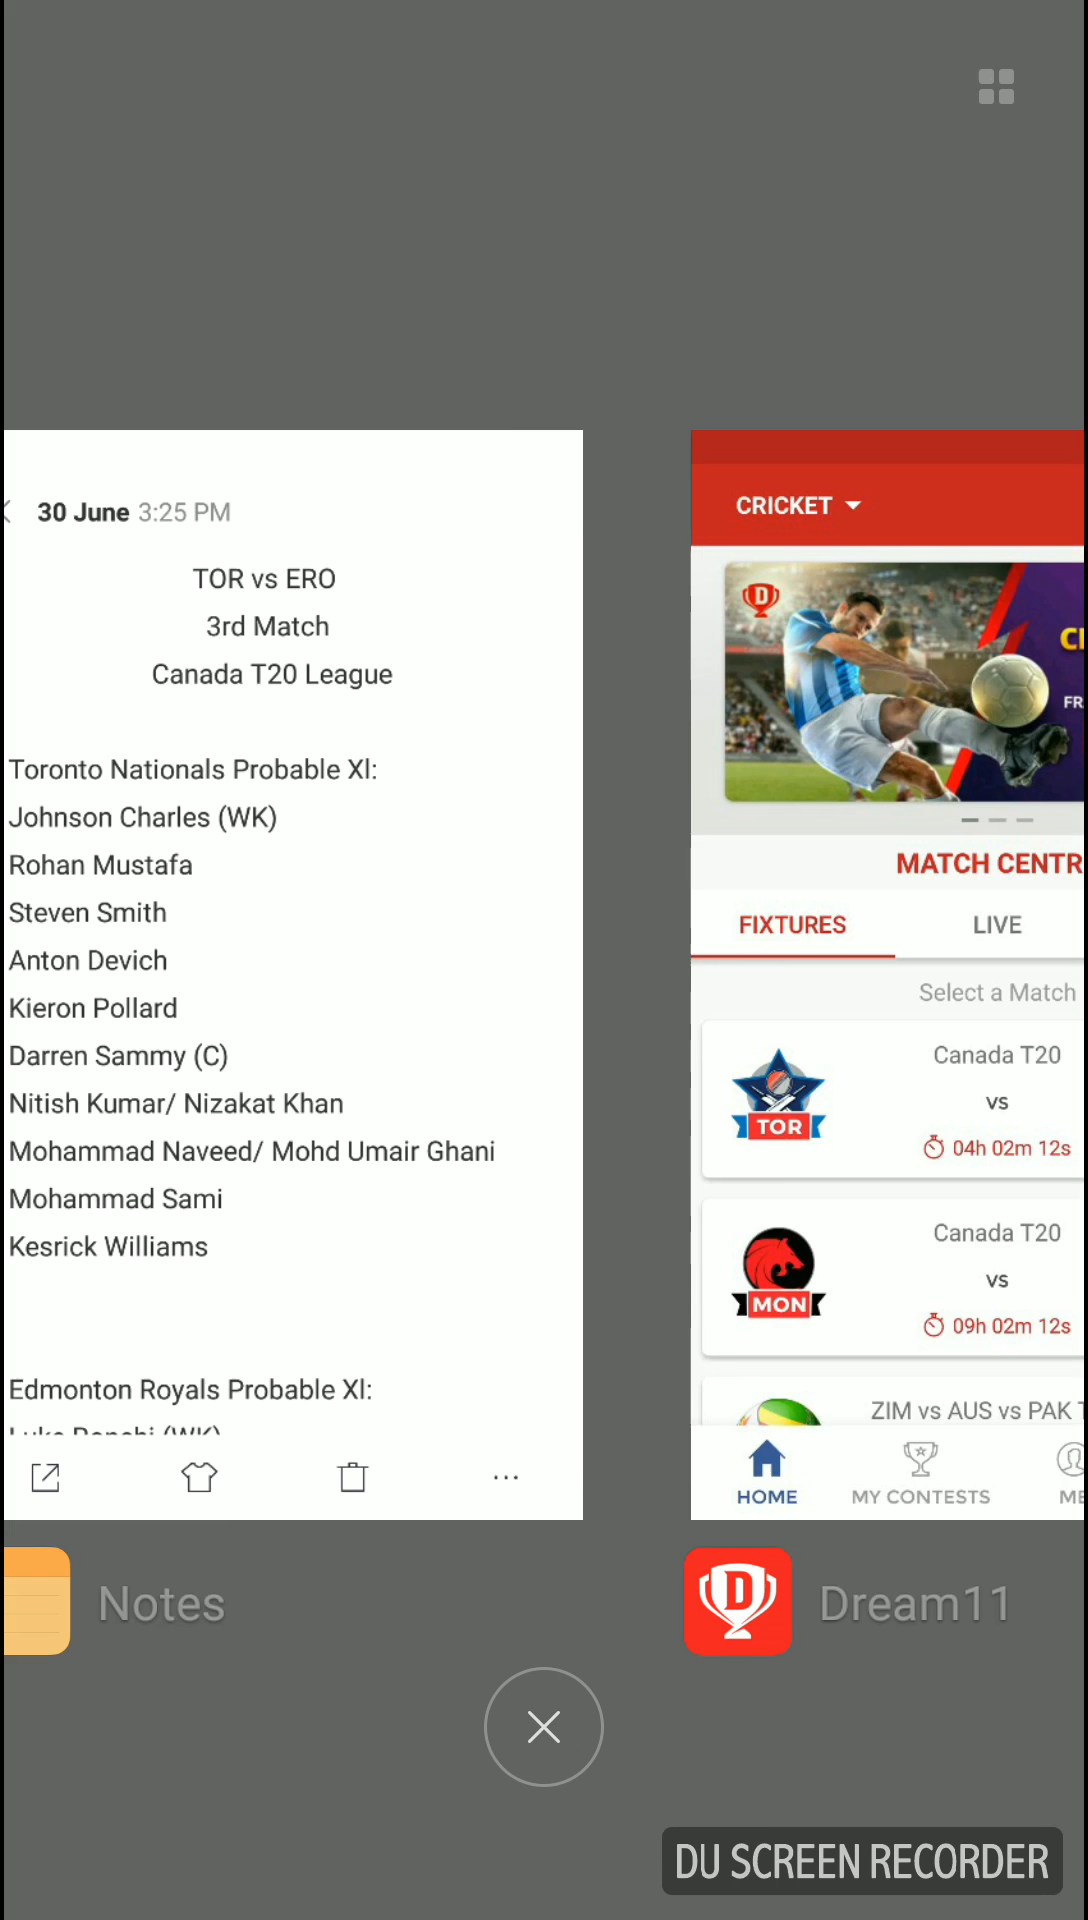 30 June 3:25 PM
TOR vs ERO
3rd Match
Canada T20 League
Toronto Nationals Probable Xl:
Johnson Charles (WK)
Rohan Mustafa
Steven Smith
Anton Devich
Kieron Pollard
Darren Sammy (C)
Nitish Kumar/ Nizakat Khan
Mohammad Naveed/ Mohd Umair Ghani
Mohammad Sami
Kesrick Williams
Edmonton Royals Probable Xl:
Notes
CRICKET
D
FR
MATCH CENTR
FIXTURES
LIVE
Select a Match
Canada T20
TOR
vs
04h 02m 12s
Canada T20
MON
vs
09h 02m 12s
ZIM vs AUS vs PAK
HOME
MY CONTESTS
ME
D
Dream11
DU SCREEN RECORDER